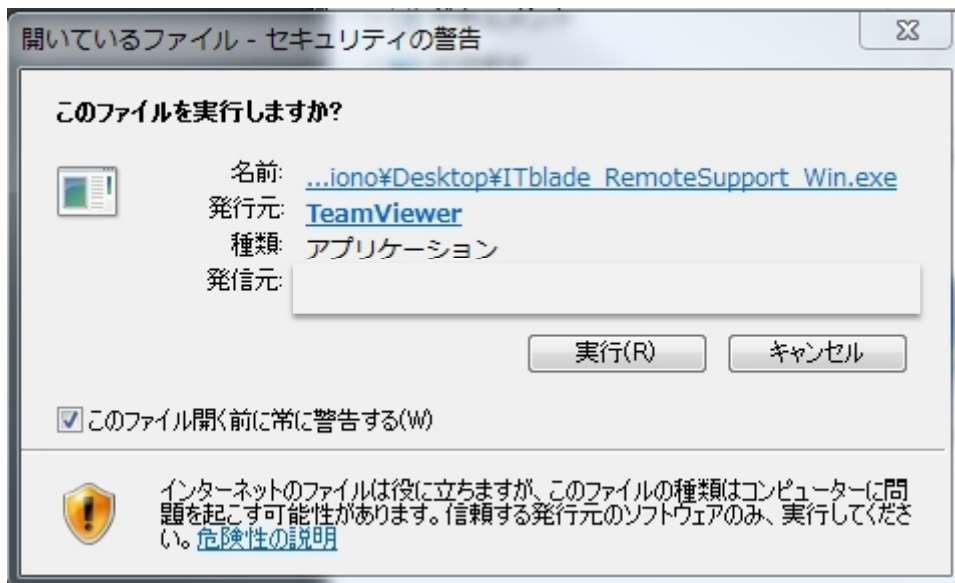 開いているファイル - セキュリティの警告
このファイルを実行しますか?
名前: ...iono¥Desktop¥ITblade_RemoteSupport_Win.exe
発行元: TeamViewer
種類: アプリケーション
発信元:
実行(R) キャンセル
このファイル開く前に常に警告する(W)
インターネットのファイルは役に立ちますが、このファイルの種類はコンピューターに問
題を起こす可能性があります。信頼する発行元のソフトウェアのみ、実行してくださ
い。危険性の説明